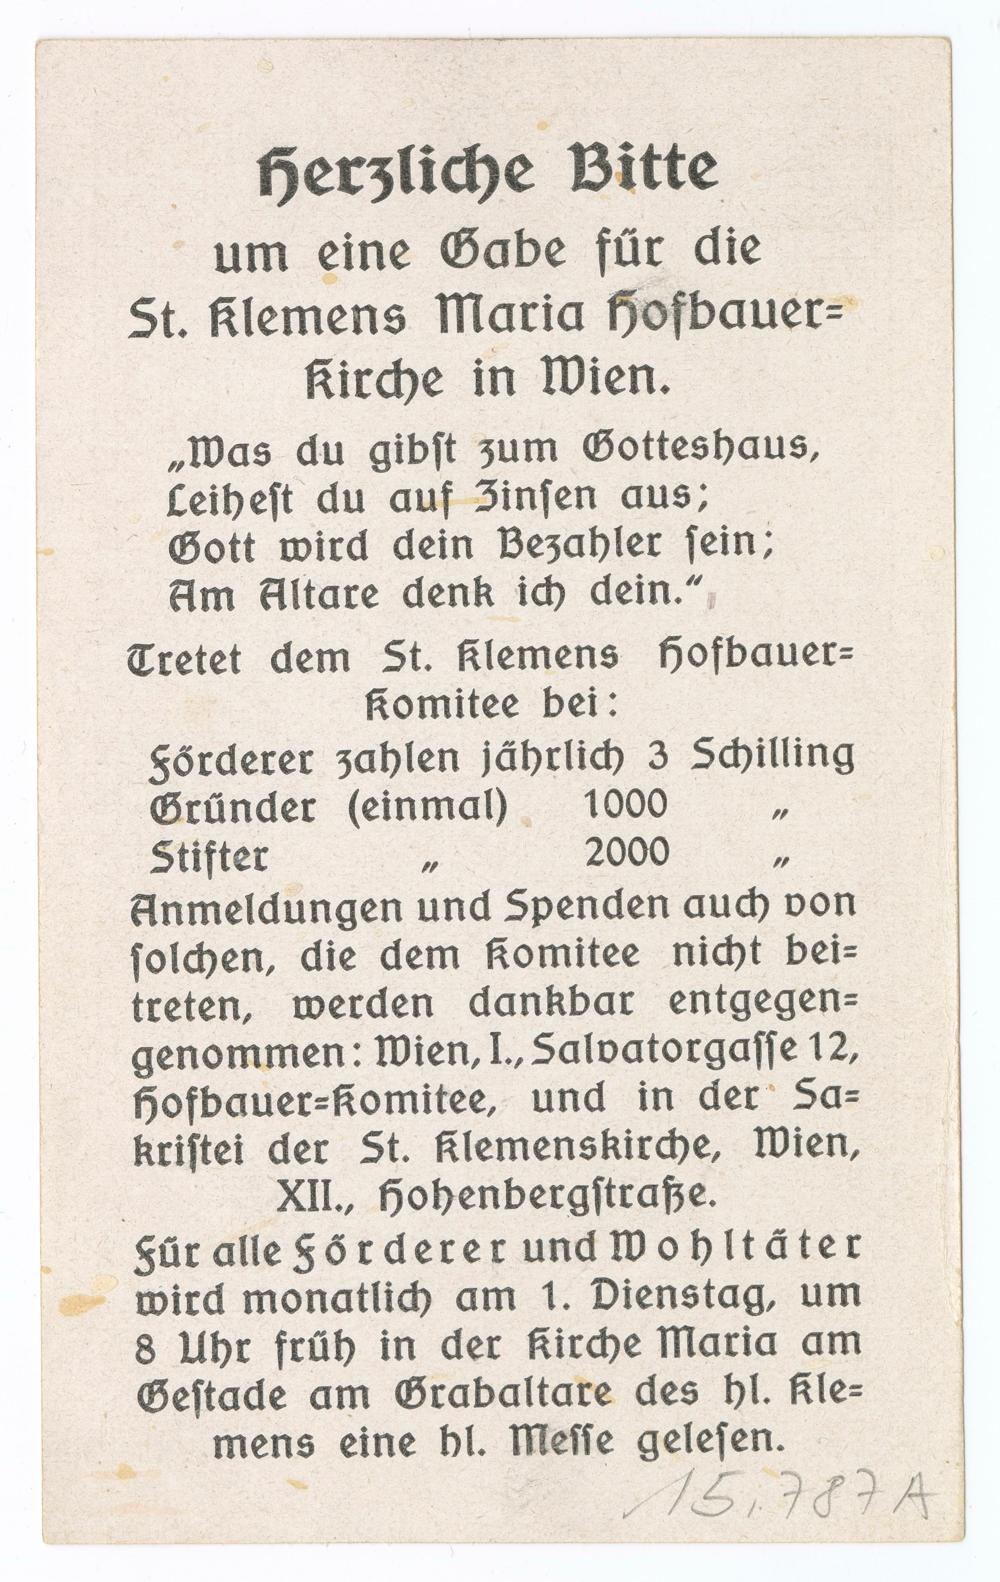 Herzliche Bitte
um eine Gabe für die
St. Klemens Maria Hofbauer=
Kirche in Wien.
„Was du gibſt zum Gotteshaus,
Leiheſt du auf Zinſen aus;
Gott wird dein Bezahler ſein;
Am Altare denk ich dein.“
Tretet dem St. Klemens Hofbauer=
Komitee bei:
Förderer zahlen jährlich 3 Schilling
Gründer (einmal) 1000 „
Stifter „ 2000 „
Anmeldungen und Spenden auch von
ſolchen, die dem Komitee nicht bei=
treten, werden dankbar entgegen=
genommen: Wien, I., Salvatorgaſſe 12,
Hofbauer=Komitee, und in der Sa=
kriſtei der St. Klemenskirche, Wien,
XII., Hohenbergſtraße.
Für alle Förderer und Wohltäter
wird monatlich am 1. Dienstag, um
8 Uhr früh in der Kirche Maria am
Geſtade am Grabaltare des hl. Kle=
mens eine hl. Meſſe geleſen.
15.787A